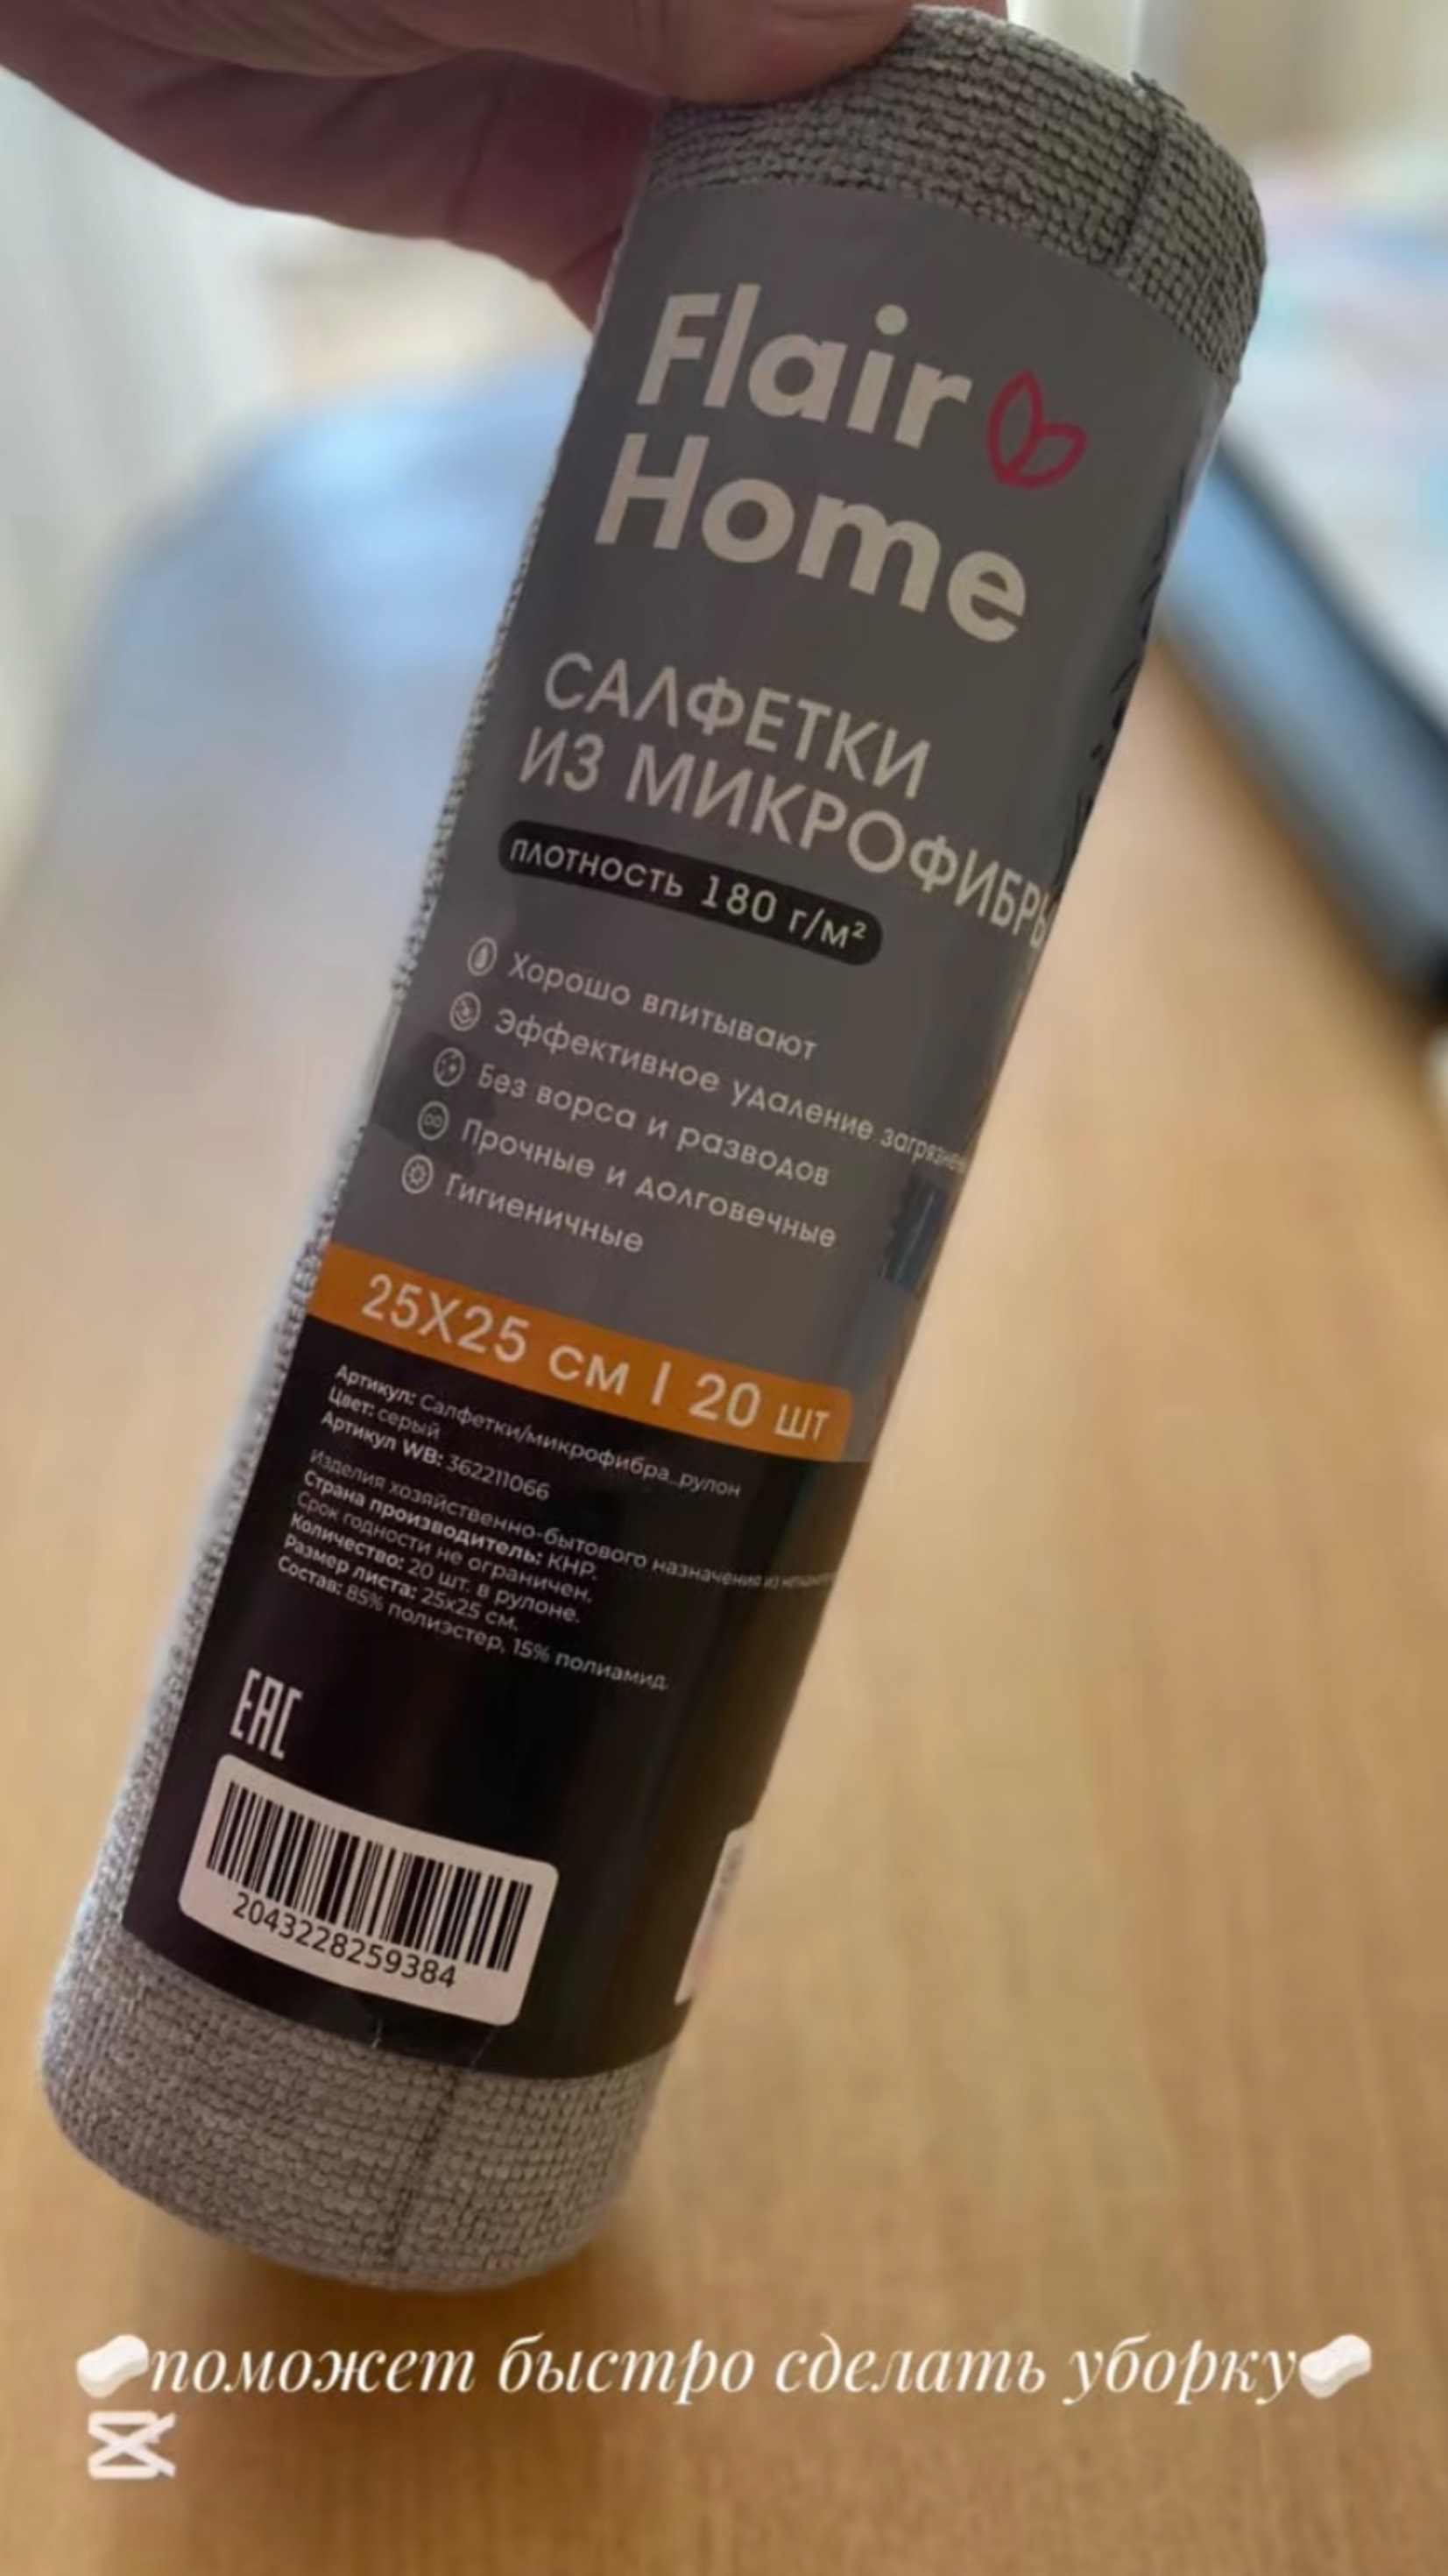 Flair
Home
САЛФЕТКИ
ИЗ МИКРОФИБРЫ
ПЛОТНОСТЬ 180 г/м²
Хорошо впитывают
Эффективное удаление
Без ворса и разводов
Прочные и долговечные
Гигиеничные
25Х25 см | 20 шт
Артикул: Салфетки/микрофибра_рулон
Цвет: серый
Артикул WB: 362211066
Изделия хозяйственно-бытового назначения из
Страна производитель: КНР.
Срок годности не ограничен.
Количество: 20 шт. в рулоне.
Размер листа: 25х25 см.
Состав: 85% полиэстер, 15% полиамид.
EAC
2043228259384
поможет быстро сделать уборку